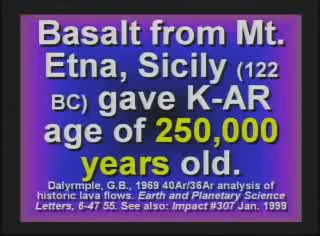 Basalt from Mt.
Etna, Sicily (122
BC) gave K-AR
age of 250,000
years old.
Dalyrmple, G.B., 1969 40Ar/36Ar analysis of
historic lava flows. Earth and Planetary Science
Letters, 6-47 55. See also: Impact #307 Jan. 1999